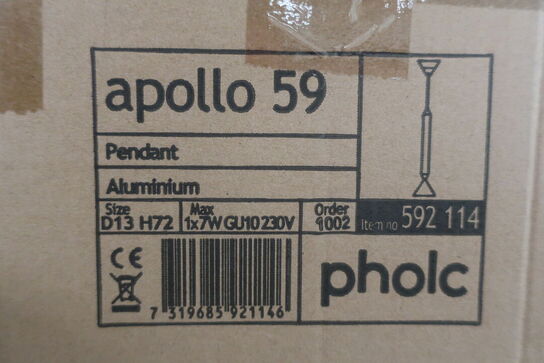 apollo 59
Pendant
Aluminium
Size Max Order
D13 H72 1x7W GU10 230V 1002 Item no 592 114
CE
pholc
7 319685 921146